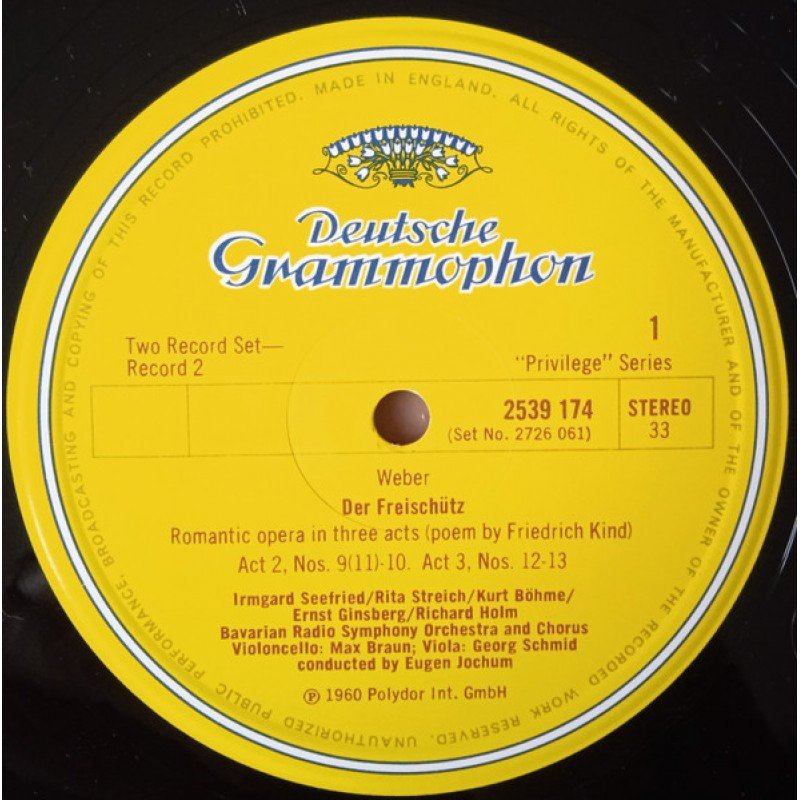 Deutsche
Grammophon
1
Two Record Set—
Record 2
"Privilege" Series
2539 174
(Set No. 2726 061)
STEREO
33
Weber
Der Freischütz
Romantic opera in three acts (poem by Friedrich Kind)
Act 2, Nos. 9(11)-10. Act 3, Nos. 12-13
Irmgard Seefried/Rita Streich/Kurt Böhme/
Ernst Ginsberg/Richard Holm
Bavarian Radio Symphony Orchestra and Chorus
Violoncello: Max Braun; Viola: Georg Schmid
conducted by Eugen Jochum
Ⓟ 1960 Polydor Int. GmbH
MADE IN ENGLAND. ALL RIGHTS OF THE MANUFACTURER AND OF THE OWNER OF THE RECORDED WORK RESERVED. UNAUTHORIZED PUBLIC PERFORMANCE, BROADCASTING AND COPYING OF THIS RECORD PROHIBITED.